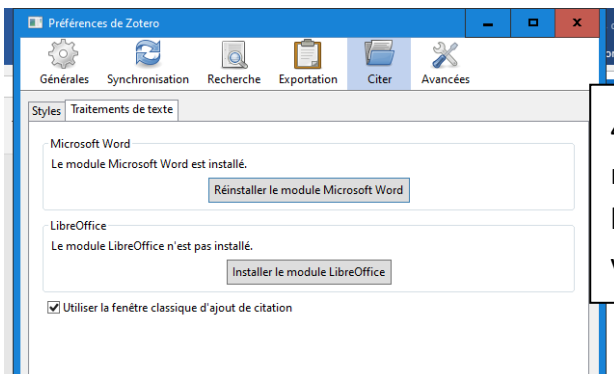 Préférences de Zotero
Générales Synchronisation Recherche Exportation Citer Avancées
Styles Traitements de texte
Microsoft Word
Le module Microsoft Word est installé.
Réinstaller le module Microsoft Word
LibreOffice
Le module LibreOffice n'est pas installé.
Installer le module LibreOffice
Utiliser la fenêtre classique d'ajout de citation